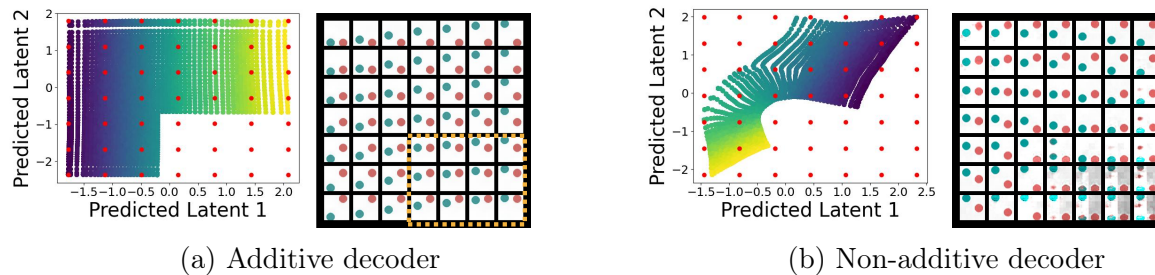 Predicted Latent 2
2
1
0
−1
−2
−1.5 −1.0 −0.5 0.0 0.5 1.0 1.5 2.0
Predicted Latent 1
(a) Additive decoder
Predicted Latent 2
2
1
0
−1
−2
−1.5 −1.0 −0.5 0.0 0.5 1.0 1.5 2.0 2.5
Predicted Latent 1
(b) Non-additive decoder